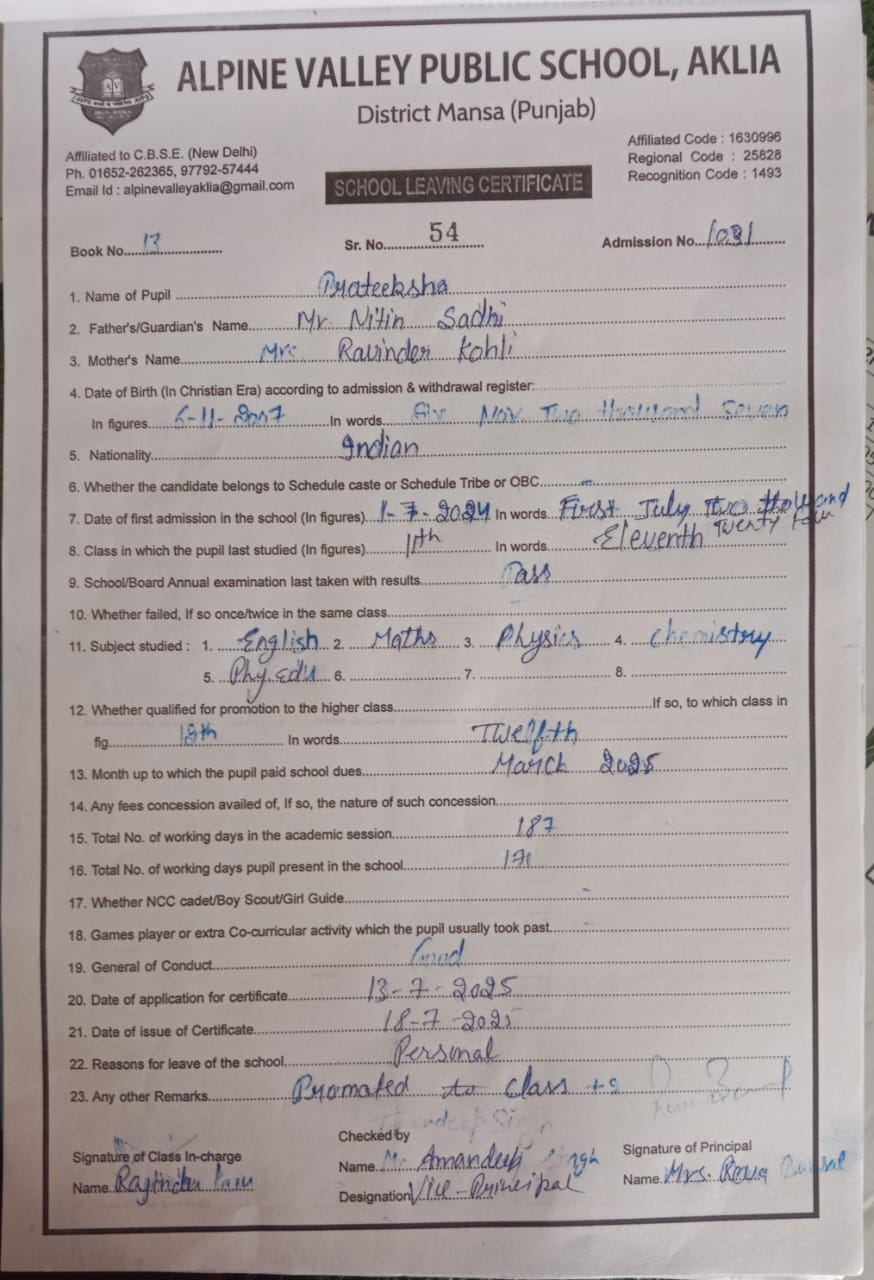 ALPINE VALLEY PUBLIC SCHOOL, AKLIA
District Mansa (Punjab)
Affiliated to C.B.S.E. (New Delhi)
Ph. 01652-262365, 97792-57444
Email Id : alpinevalleyaklia@gmail.com
Affiliated Code : 1630996
Regional Code : 25828
Recognition Code : 1493
SCHOOL LEAVING CERTIFICATE
Book No. 13 Sr. No. 54 Admission No.
1. Name of Pupil Prateeksha
2. Father's/Guardian's Name Mr. Nitin Sadhi
3. Mother's Name Mrs Ravinder Kohli
4. Date of Birth (In Christian Era) according to admission & withdrawal register:
In figures 6-11-2007 In words Six Nov Two thousand Seven
5. Nationality Indian
6. Whether the candidate belongs to Schedule caste or Schedule Tribe or OBC -
7. Date of first admission in the school (In figures) 1-7-2024 In words First July two thousand twenty four
8. Class in which the pupil last studied (In figures) 11th In words Eleventh
9. School/Board Annual examination last taken with results Pass
10. Whether failed, If so once/twice in the same class
11. Subject studied : 1. English 2. Maths 3. Physics 4. Chemistry
5. Phy. edu 6. 7. 8.
12. Whether qualified for promotion to the higher class If so, to which class in
fig. 12th In words Twelfth
13. Month up to which the pupil paid school dues March 2025
14. Any fees concession availed of, If so, the nature of such concession
15. Total No. of working days in the academic session 187
16. Total No. of working days pupil present in the school 171
17. Whether NCC cadet/Boy Scout/Girl Guide -
18. Games player or extra Co-curricular activity which the pupil usually took past -
19. General of Conduct Good
20. Date of application for certificate 13-7-2025
21. Date of issue of Certificate 18-7-2025
22. Reasons for leave of the school Personal
23. Any other Remarks Promated to class
Signature of Class In-charge
Name
Checked by
Name Mr Amandeep Singh
Designation Vice-Principal
Signature of Principal
Name Mrs.